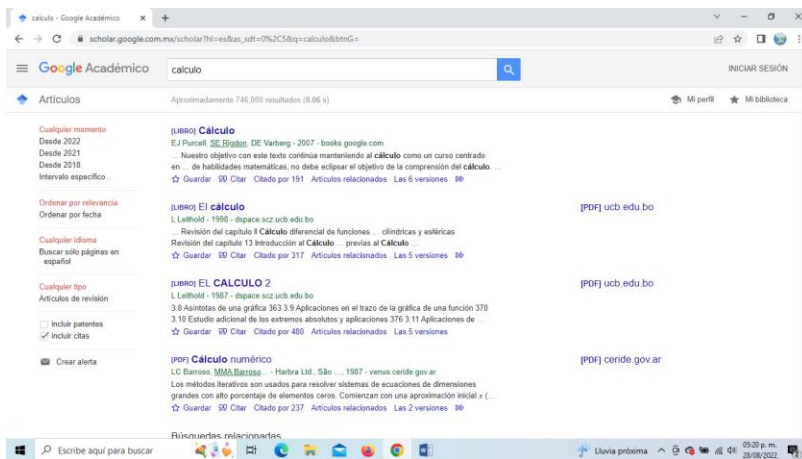 calculo - Google Académico
scholar.google.com.mx/scholar?hl=es&as_sdt=0%2C5&q=calculo&btnG=
Google Académico
calculo
INICIAR SESIÓN
Artículos
Aproximadamente 746,000 resultados (0.06 s)
Mi perfil
Mi biblioteca
Cualquier momento
Desde 2022
Desde 2021
Desde 2018
Intervalo específico...
Ordenar por relevancia
Ordenar por fecha
Cualquier idioma
Buscar sólo páginas en
español
Cualquier tipo
Artículos de revisión
incluir patentes
incluir citas
Crear alerta
[LIBRO] Cálculo
EJ Purcell, SE Rigdon, DE Varberg - 2007 - books.google.com
... Nuestro objetivo con este texto continúa manteniendo al cálculo como un curso centrado
en ... de habilidades matemáticas, no debe eclipsar el objetivo de la comprensión del cálculo. ...
Guardar Citar Citado por 191 Artículos relacionados Las 6 versiones
[LIBRO] El cálculo
[PDF] ucb.edu.bo
L Leithold - 1998 - dspace.scz.ucb.edu.bo
... Revisión del capítulo II Cálculo diferencial de funciones ... cilíndricas y esféricas
Revisión del capítulo 13 Introducción al Cálculo ... previas al Cálculo ...
Guardar Citar Citado por 317 Artículos relacionados Las 5 versiones
[LIBRO] EL CALCULO 2
[PDF] ucb.edu.bo
L Leithold - 1987 - dspace.scz.ucb.edu.bo
3.8 Asíntotas de una gráfica 363 3.9 Aplicaciones en el trazo de la gráfica de una función 370
3.10 Estudio adicional de los extremos absolutos y aplicaciones 376 3.11 Aplicaciones de ...
Guardar Citar Citado por 480 Artículos relacionados Las 5 versiones
[PDF] Cálculo numérico
[PDF] ceride.gov.ar
LC Barroso, MMA Barroso... - Harbra Ltd., São ..., 1987 - venus.ceride.gov.ar
Los métodos iterativos son usados para resolver sistemas de ecuaciones de dimensiones
grandes con alto porcentaje de elementos ceros. Comienzan con una aproximación inicial x (...
Guardar Citar Citado por 237 Artículos relacionados Las 2 versiones
Búsquedas relacionadas
Escribe aquí para buscar
Lluvia próxima
05:20 p. m.
28/08/2022